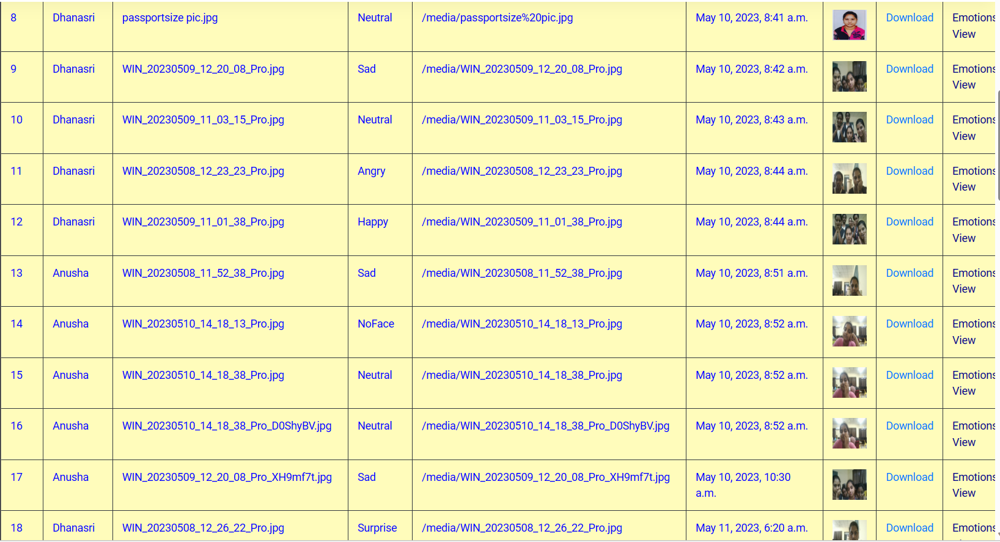 8 Dhanasri passportsize pic.jpg Neutral /media/passportsize%20pic.jpg May 10, 2023, 8:41 a.m. Download Emotions
View
9 Dhanasri WIN_20230509_12_20_08_Pro.jpg Sad /media/WIN_20230509_12_20_08_Pro.jpg May 10, 2023, 8:42 a.m. Download Emotions
View
10 Dhanasri WIN_20230509_11_03_15_Pro.jpg Neutral /media/WIN_20230509_11_03_15_Pro.jpg May 10, 2023, 8:43 a.m. Download Emotions
View
11 Dhanasri WIN_20230508_12_23_23_Pro.jpg Angry /media/WIN_20230508_12_23_23_Pro.jpg May 10, 2023, 8:44 a.m. Download Emotions
View
12 Dhanasri WIN_20230509_11_01_38_Pro.jpg Happy /media/WIN_20230509_11_01_38_Pro.jpg May 10, 2023, 8:44 a.m. Download Emotions
View
13 Anusha WIN_20230508_11_52_38_Pro.jpg Sad /media/WIN_20230508_11_52_38_Pro.jpg May 10, 2023, 8:51 a.m. Download Emotions
View
14 Anusha WIN_20230510_14_18_13_Pro.jpg NoFace /media/WIN_20230510_14_18_13_Pro.jpg May 10, 2023, 8:52 a.m. Download Emotions
View
15 Anusha WIN_20230510_14_18_38_Pro.jpg Neutral /media/WIN_20230510_14_18_38_Pro.jpg May 10, 2023, 8:52 a.m. Download Emotions
View
16 Anusha WIN_20230510_14_18_38_Pro_D0ShyBV.jpg Neutral /media/WIN_20230510_14_18_38_Pro_D0ShyBV.jpg May 10, 2023, 8:52 a.m. Download Emotions
View
17 Anusha WIN_20230509_12_20_08_Pro_XH9mf7t.jpg Sad /media/WIN_20230509_12_20_08_Pro_XH9mf7t.jpg May 10, 2023, 10:30 Download Emotions
a.m. View
18 Dhanasri WIN_20230508_12_26_22_Pro.jpg Surprise /media/WIN_20230508_12_26_22_Pro.jpg May 11, 2023, 6:20 a.m. Download Emotions